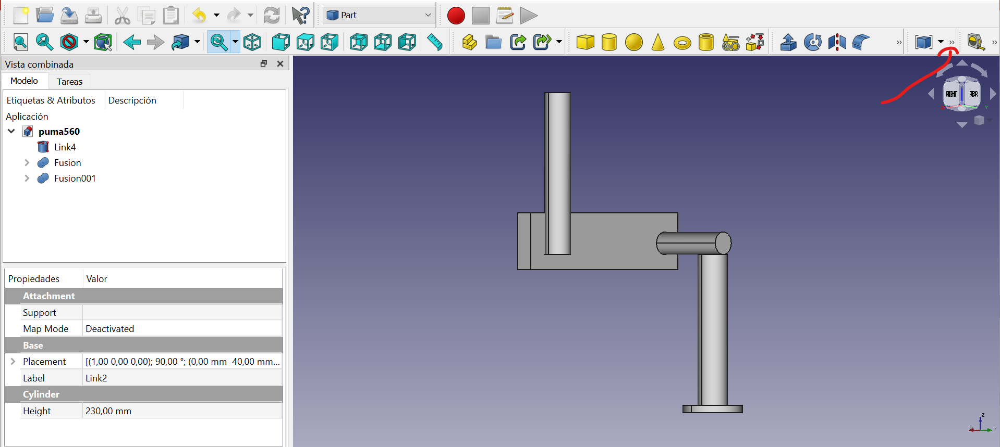 Part
Vista combinada
Modelo
Tareas
Etiquetas & Atributos
Descripción
Aplicación
puma560
Link4
Fusion
Fusion001
Propiedades
Valor
Attachment
Support
Map Mode
Deactivated
Base
Placement
[(1,00 0,00 0,00); 90,00 °; (0,00 mm  40,00 mm...
Label
Link2
Cylinder
Height
230,00 mm
RIGHT
REAR
X
Y
Z
X
Y